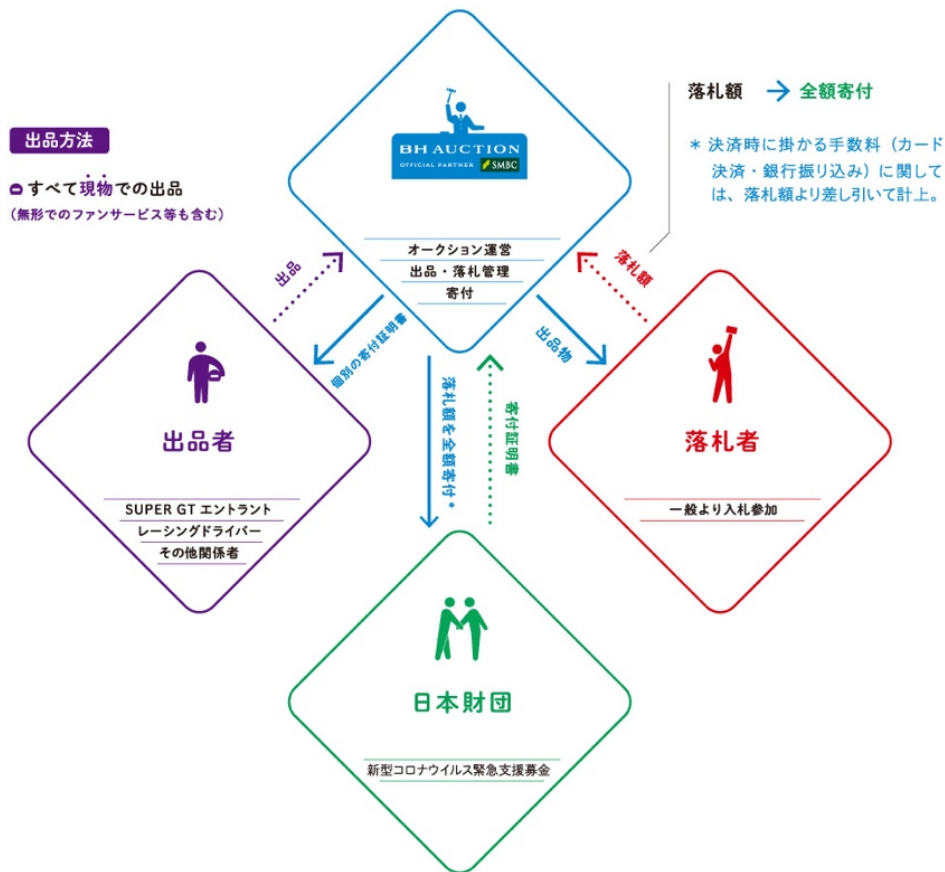 落札額 → 全額寄付
* 決済時に掛かる手数料（カード
決済・銀行振り込み）に関して
は、落札額より差し引いて計上。
出品方法
すべて現物での出品
（無形でのファンサービス等も含む）
BH AUCTION
OFFICIAL PARTNER SMBC
オークション運営
出品・落札管理
寄付
出品
落札額
個別の寄付証明書
出品物
落札額を全額寄付*
寄付証明書
出品者
SUPER GT エントラント
レーシングドライバー
その他関係者
落札者
一般より入札参加
日本財団
新型コロナウイルス緊急支援募金